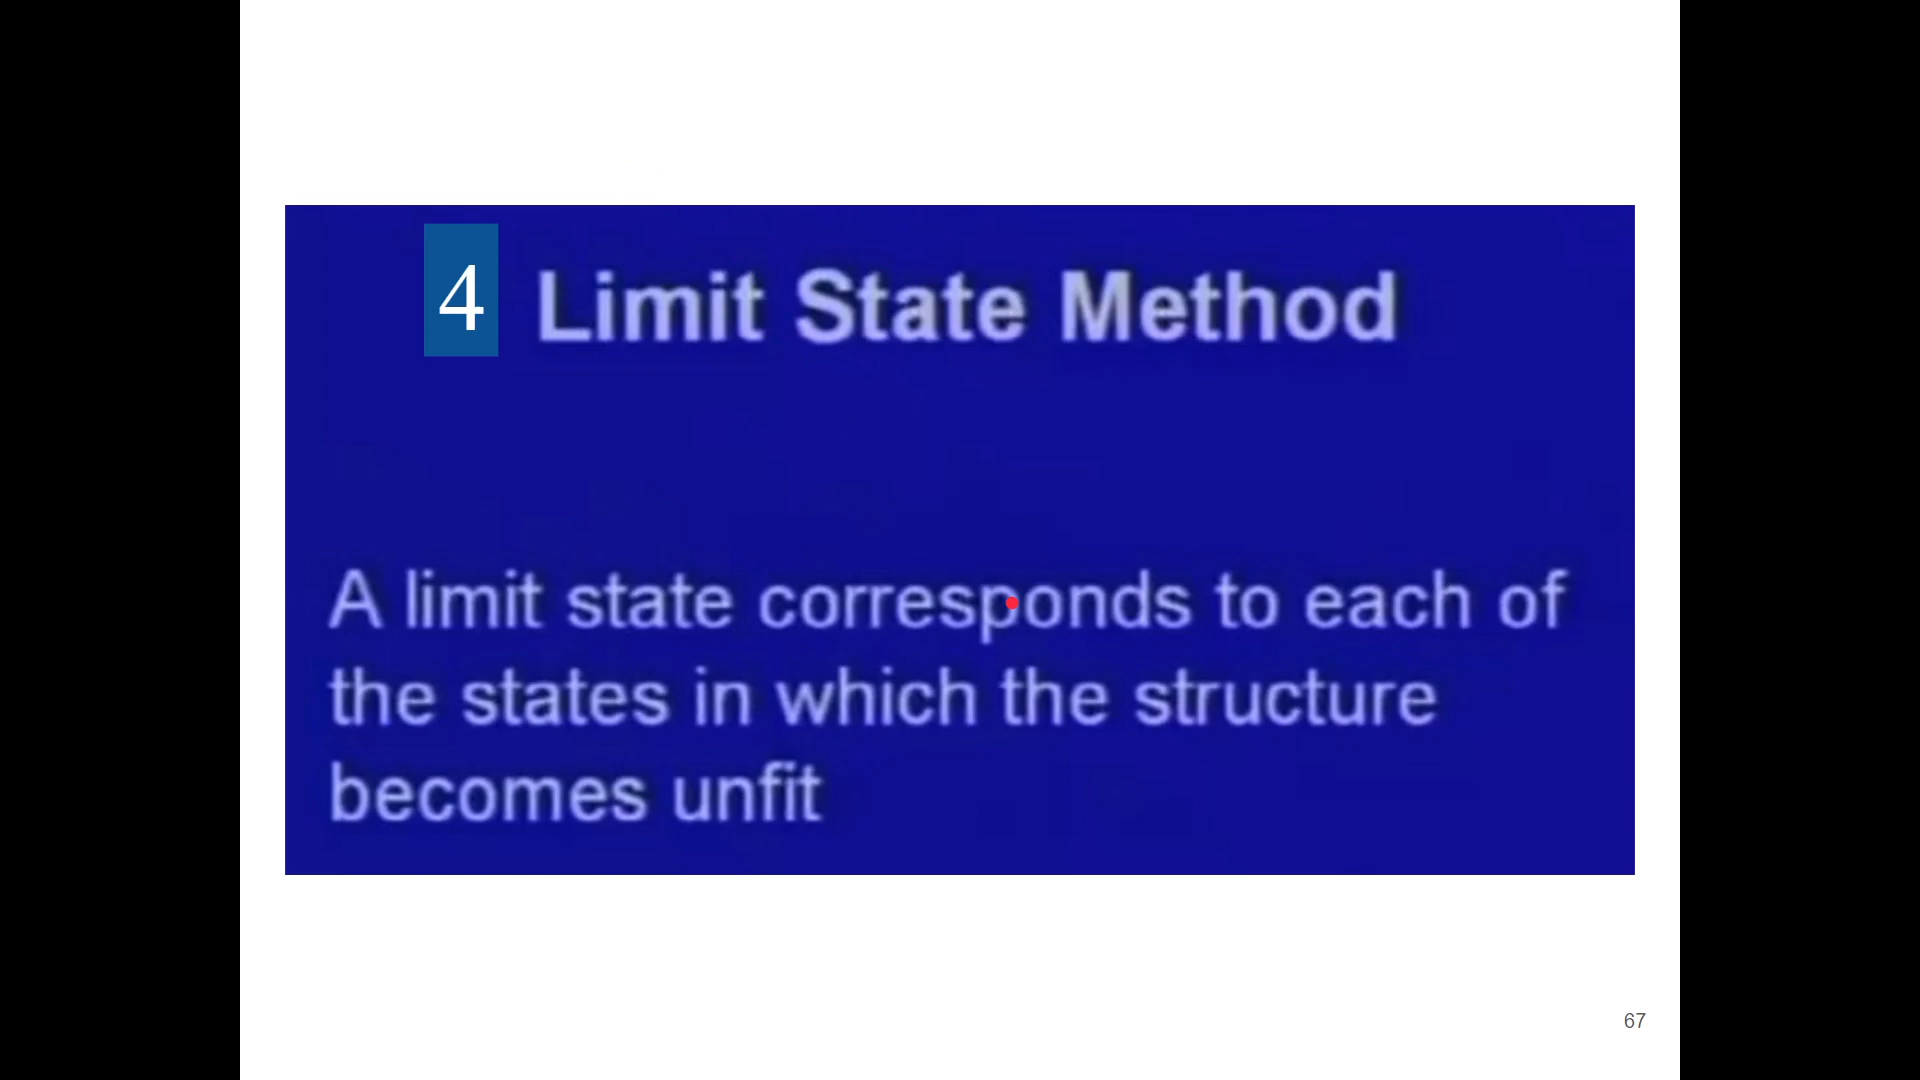 4 Limit State Method
A limit state corresponds to each of
the states in which the structure
becomes unfit
67